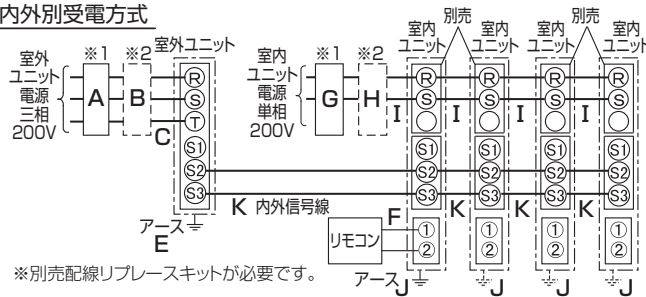 内外別受電方式
室外
ユニット
電源
三相
200V
※1
※2
室外ユニット
A
B
C
R
S
T
S1
S2
S3
アース
E
K 内外信号線
室内
ユニット
電源
単相
200V
※1
※2
G
H
室内
ユニット
別売
室内
ユニット
室内
ユニット
別売
室内
ユニット
R
S
I
R
S
I
R
S
I
R
S
I
S1
S2
S3
S1
S2
S3
S1
S2
S3
S1
S2
S3
F
K
K
K
リモコン
①
②
①
②
①
②
①
②
アース
J
J
J
J
※別売配線リプレースキットが必要です。